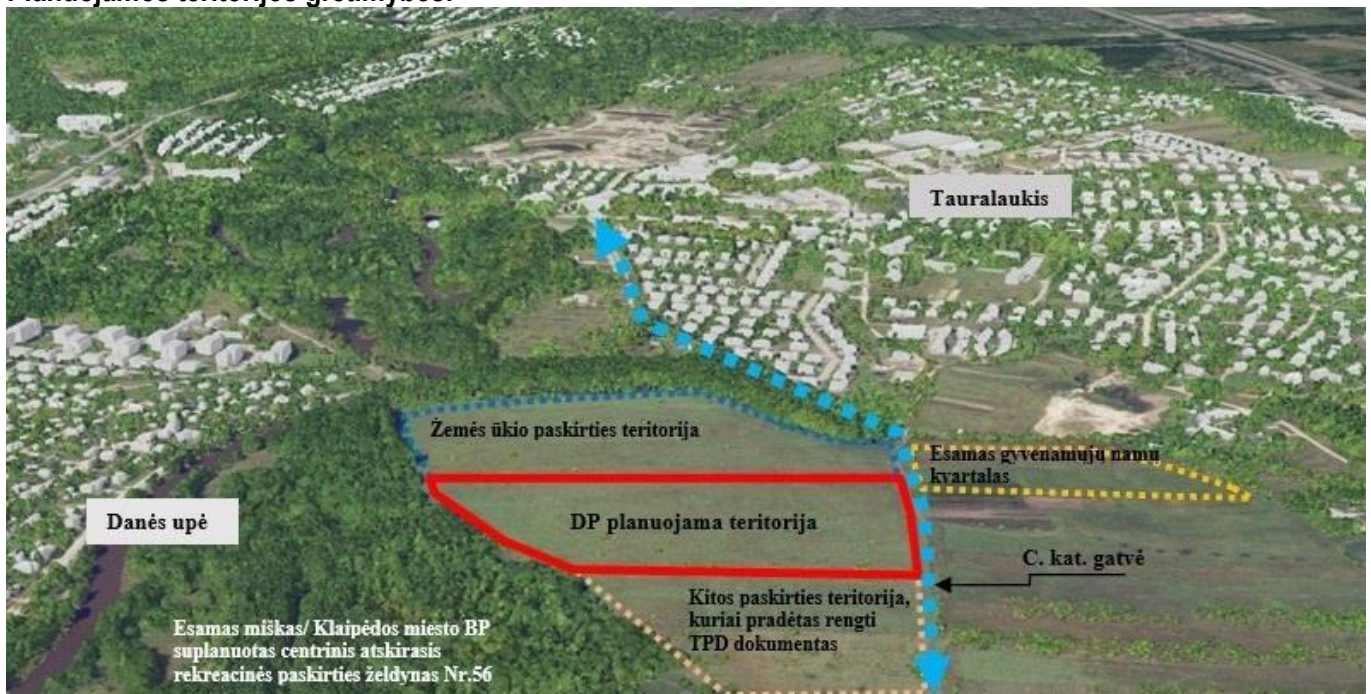 Tauralaukis
Žemės ūkio paskirties teritorija
Esamas gyvenamųjų namų
kvartalas
Danės upė
DP planuojama teritorija
C. kat. gatvė
Kitos paskirties teritorija,
kuriai pradėtas rengti
TPD dokumentas
Esamas miškas/ Klaipėdos miesto BP
suplanuotas centrinis atskirasis
rekreacinės paskirties želdynas Nr.56